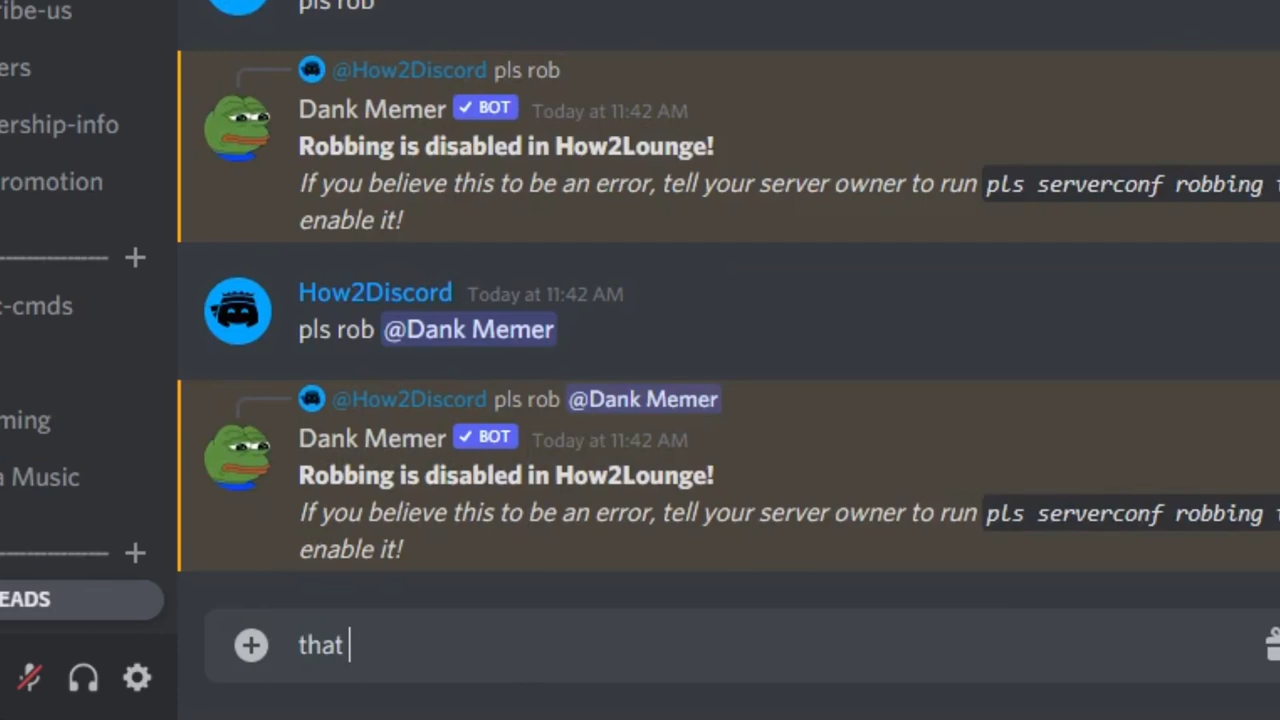 pls rob
@How2Discord pls rob
Dank Memer ✓ BOT Today at 11:42 AM
Robbing is disabled in How2Lounge!
If you believe this to be an error, tell your server owner to run pls serverconf robbing
enable it!
How2Discord Today at 11:42 AM
pls rob @Dank Memer
@How2Discord pls rob @Dank Memer
Dank Memer ✓ BOT Today at 11:42 AM
Robbing is disabled in How2Lounge!
If you believe this to be an error, tell your server owner to run pls serverconf robbing
enable it!
that
ribe-us
ers
ership-info
romotion
-cmds
ming
a Music
EADS